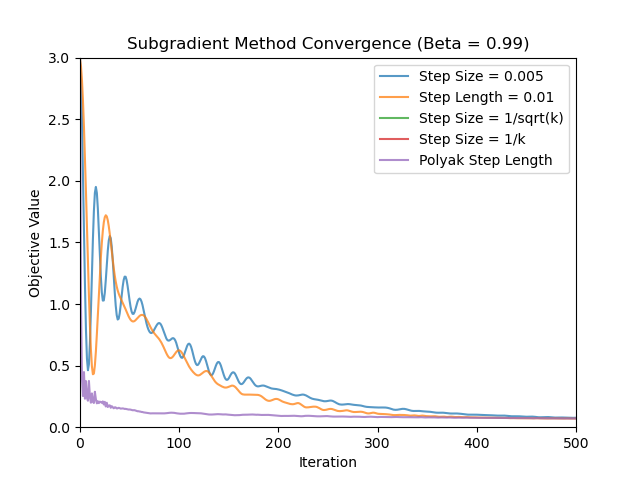 Subgradient Method Convergence (Beta = 0.99)
3.0
2.5
2.0
1.5
1.0
0.5
0.0
Objective Value
Step Size = 0.005
Step Length = 0.01
Step Size = 1/sqrt(k)
Step Size = 1/k
Polyak Step Length
0
100
200
300
400
500
Iteration